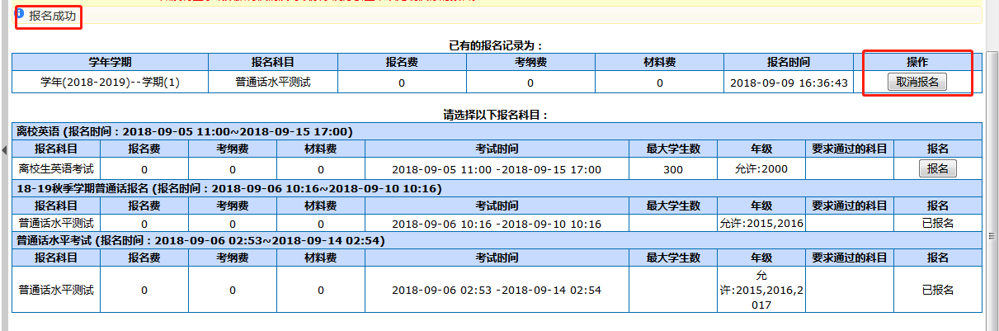 报名成功
已有的报名记录为：
学年学期 报名科目 报名费 考纲费 材料费 报名时间 操作
学年(2018-2019)--学期(1) 普通话水平测试 0 0 0 2018-09-09 16:36:43 取消报名
请选择以下报名科目：
离校英语 (报名时间：2018-09-05 11:00~2018-09-15 17:00)
报名科目 报名费 考纲费 材料费 考试时间 最大学生数 年级 要求通过的科目 报名
离校生英语考试 0 0 0 2018-09-05 11:00 -2018-09-15 17:00 300 允许:2000 报名
18-19秋季学期普通话报名 (报名时间：2018-09-06 10:16~2018-09-10 10:16)
报名科目 报名费 考纲费 材料费 考试时间 最大学生数 年级 要求通过的科目 报名
普通话水平测试 0 0 0 2018-09-06 10:16 -2018-09-10 10:16 允许:2015,2016 已报名
普通话水平考试 (报名时间：2018-09-06 02:53~2018-09-14 02:54)
报名科目 报名费 考纲费 材料费 考试时间 最大学生数 年级 要求通过的科目 报名
普通话水平测试 0 0 0 2018-09-06 02:53 -2018-09-14 02:54 允
许:2015,2016,2 已报名
017